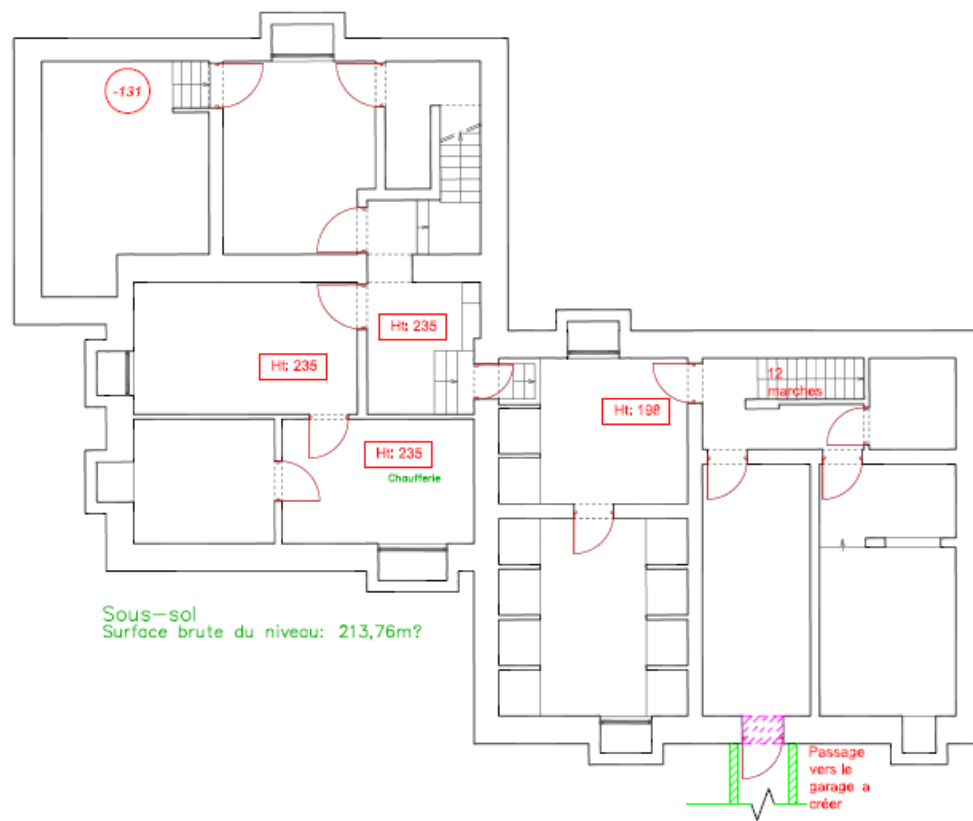 -131
Ht: 235
Ht: 235
12
marches
Ht: 198
Ht: 235
Chaufferie
Sous-sol
Surface brute du niveau: 213,76m?
Passage
vers le
garage a
créer